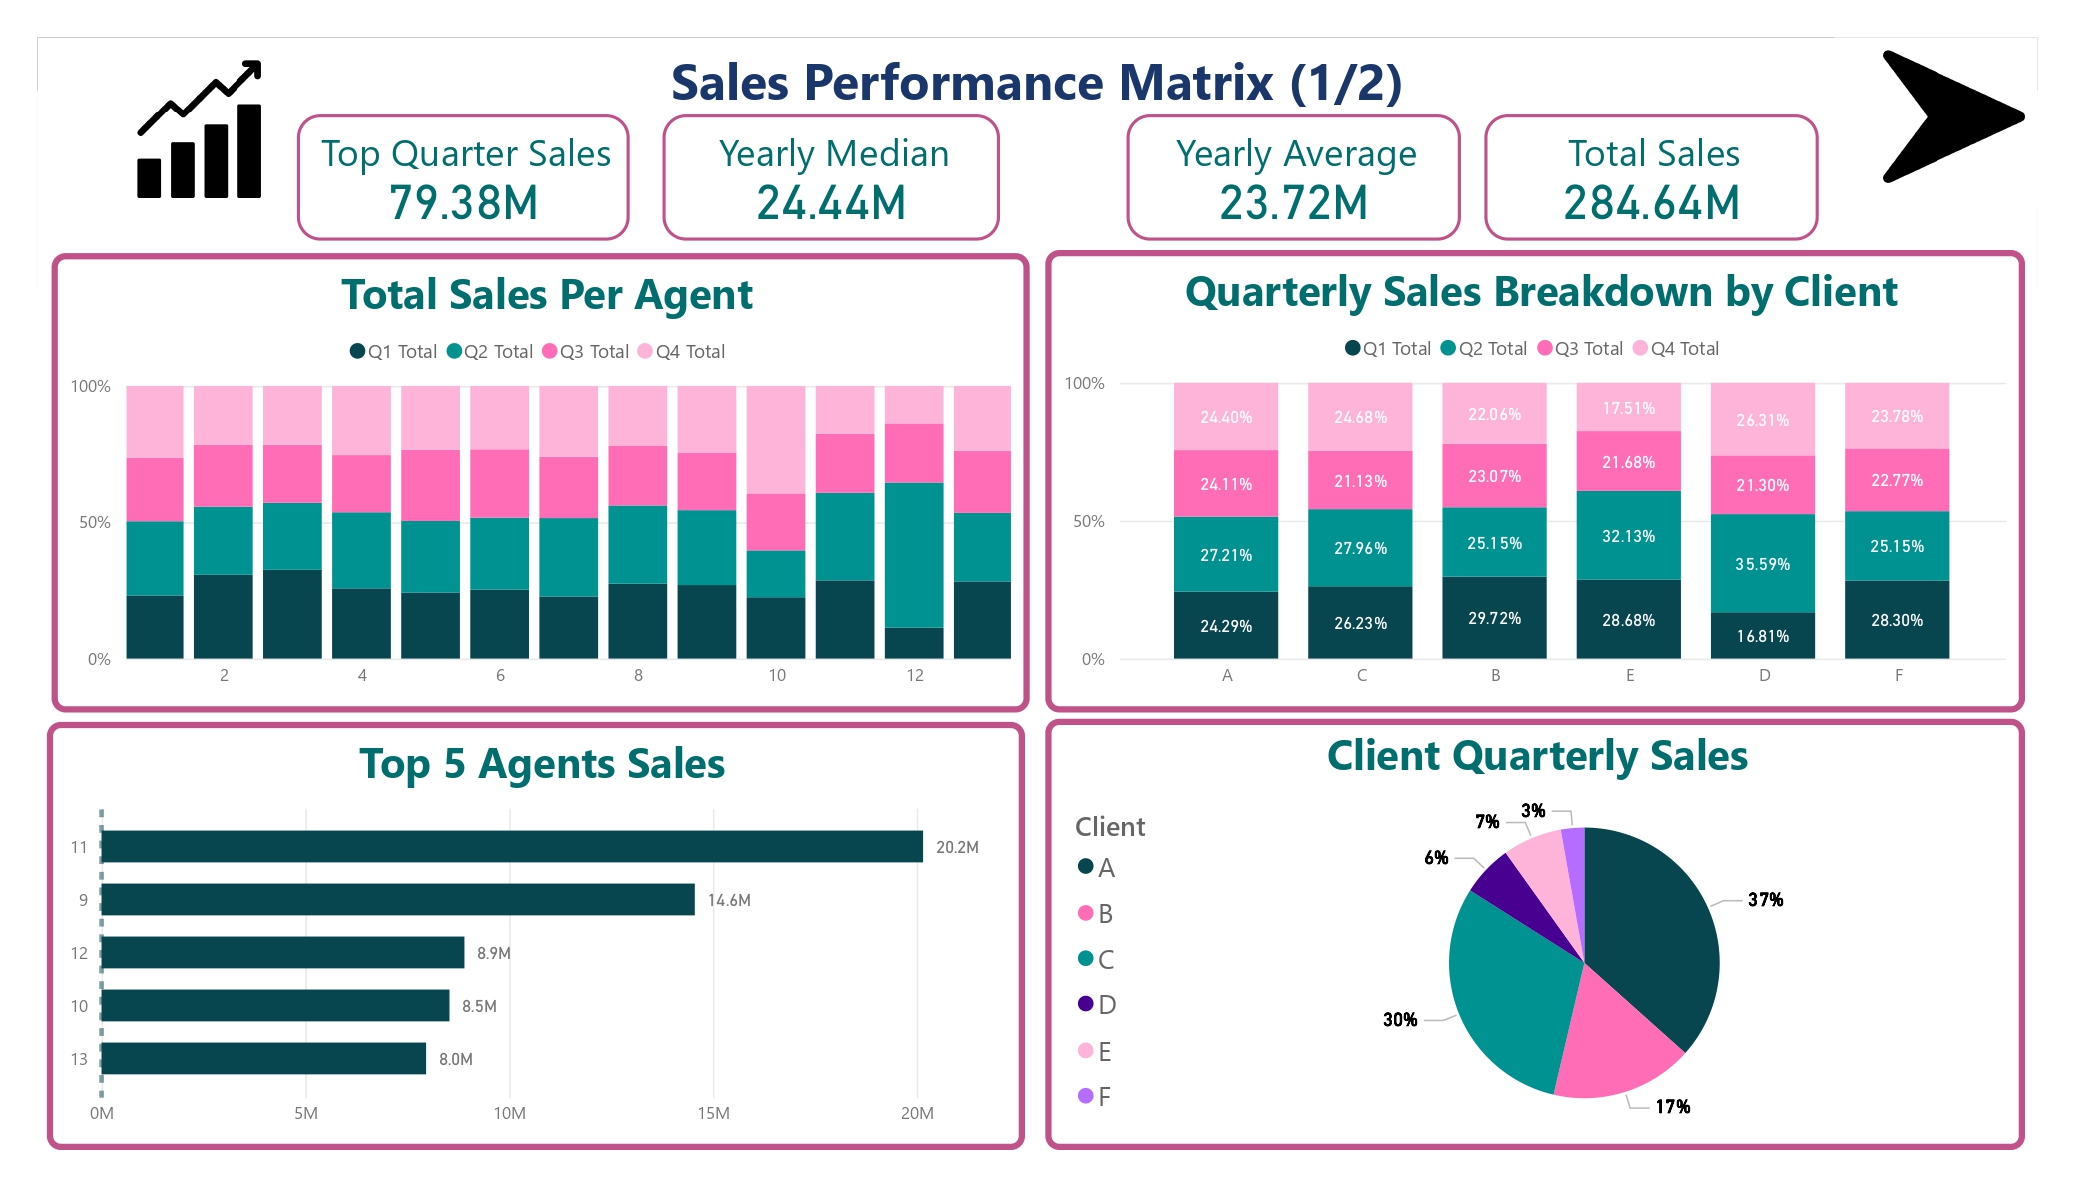 Sales Performance Matrix (1/2)
Top Quarter Sales
79.38M
Yearly Median
24.44M
Yearly Average
23.72M
Total Sales
284.64M
Total Sales Per Agent
Q1 Total Q2 Total Q3 Total Q4 Total
100%
50%
0%
2 4 6 8 10 12
Quarterly Sales Breakdown by Client
Q1 Total Q2 Total Q3 Total Q4 Total
100%
24.40% 24.68% 22.06% 17.51% 26.31% 23.78%
24.11% 21.13% 23.07% 21.68% 21.30% 22.77%
50%
27.21% 27.96% 25.15% 32.13% 35.59% 25.15%
24.29% 26.23% 29.72% 28.68% 16.81% 28.30%
0%
A C B E D F
Top 5 Agents Sales
11 20.2M
9 14.6M
12 8.9M
10 8.5M
13 8.0M
0M 5M 10M 15M 20M
Client Quarterly Sales
Client
A
B
C
D
E
F
3%
7%
6%
37%
30%
17%